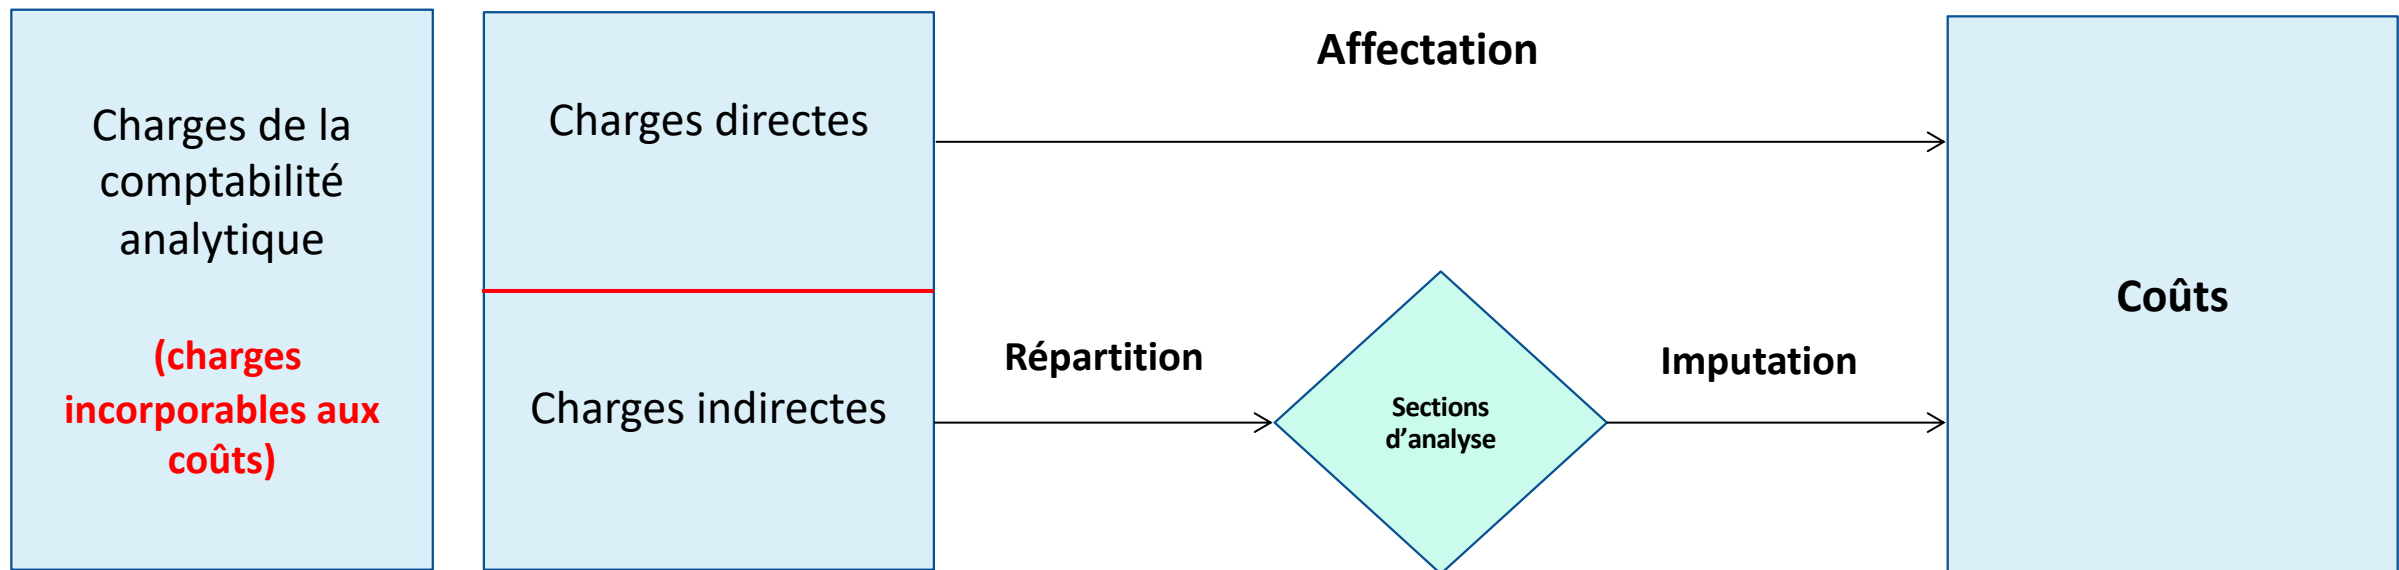 Charges de la
comptabilité
analytique
(charges
incorporables aux
coûts)
Charges directes
Charges indirectes
Affectation
Répartition
Sections
d’analyse
Imputation
Coûts